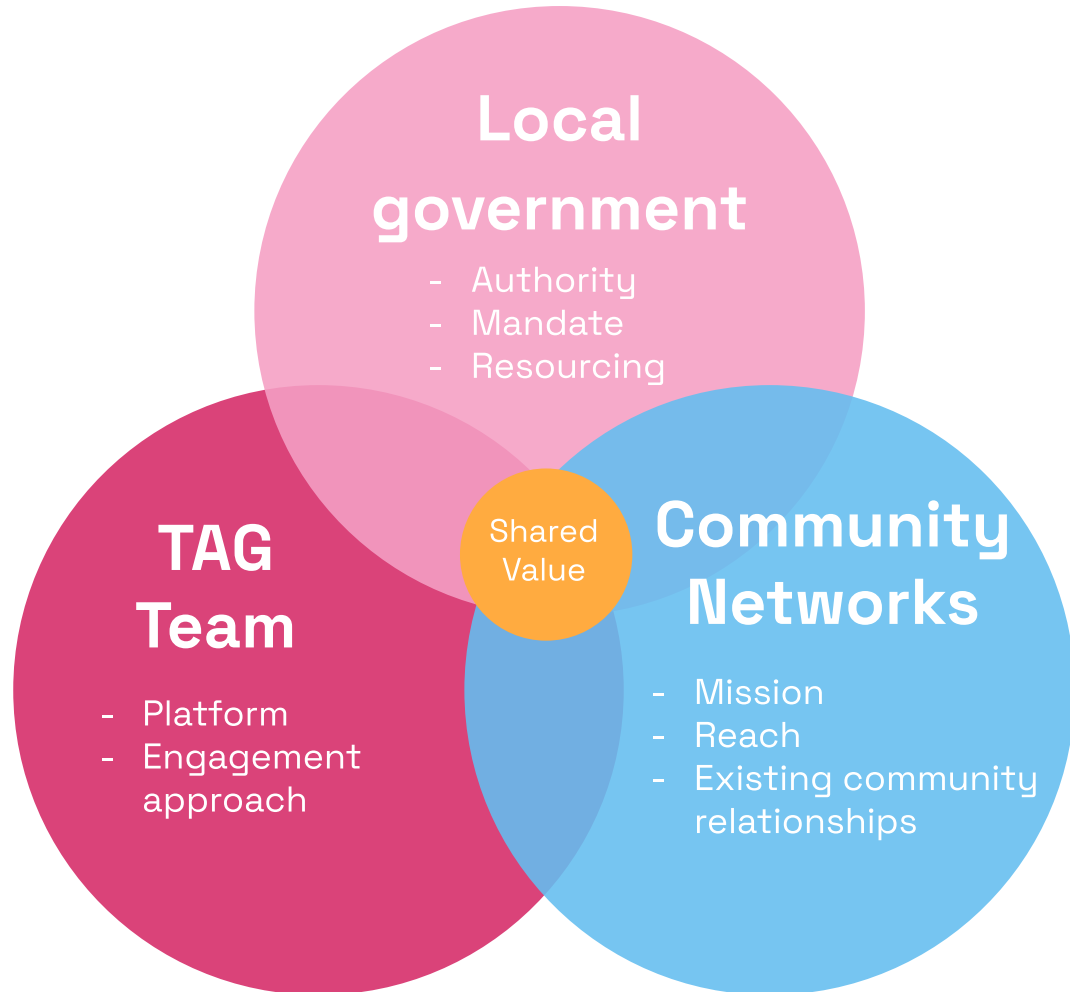 Local
government
- Authority
- Mandate
- Resourcing
Shared
Value
TAG
Team
- Platform
- Engagement
approach
Community
Networks
- Mission
- Reach
- Existing community
relationships